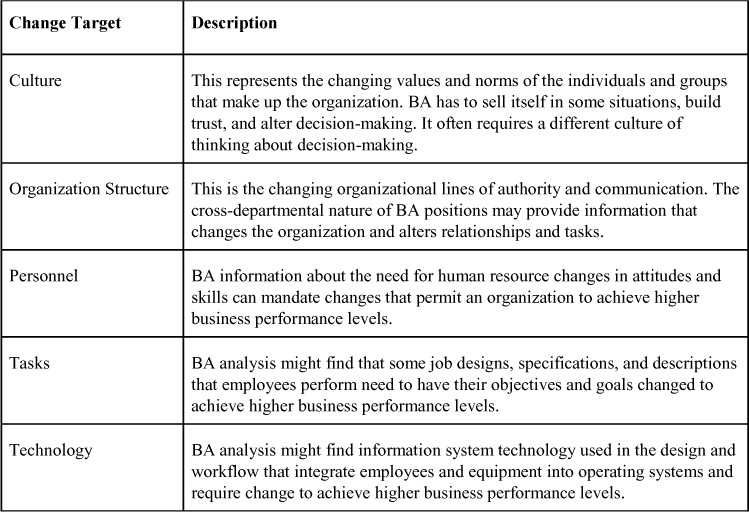 Change Target Description
Culture This represents the changing values and norms of the individuals and groups
that make up the organization. BA has to sell itself in some situations, build
trust, and alter decision-making. It often requires a different culture of
thinking about decision-making.
Organization Structure This is the changing organizational lines of authority and communication. The
cross-departmental nature of BA positions may provide information that
changes the organization and alters relationships and tasks.
Personnel BA information about the need for human resource changes in attitudes and
skills can mandate changes that permit an organization to achieve higher
business performance levels.
Tasks BA analysis might find that some job designs, specifications, and descriptions
that employees perform need to have their objectives and goals changed to
achieve higher business performance levels.
Technology BA analysis might find information system technology used in the design and
workflow that integrate employees and equipment into operating systems and
require change to achieve higher business performance levels.